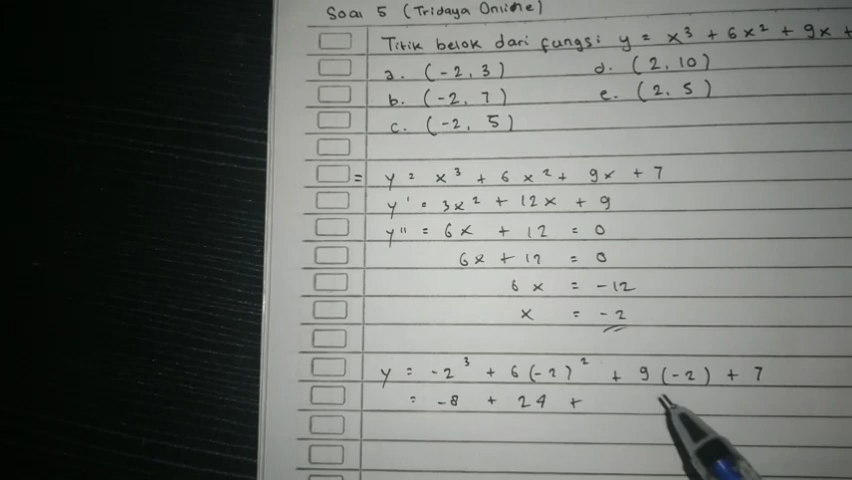 Soal 5 (Tridaya Online)
Titik belok dari fungsi y = x³ + 6x² + 9x +
a. (-2, 3) d. (2, 10)
b. (-2, 7) e. (2, 5)
c. (-2, 5)
= y = x³ + 6x² + 9x + 7
y' = 3x² + 12x + 9
y" = 6x + 12 = 0
6x + 12 = 0
6x = -12
x = -2
y = -2³ + 6(-2)² + 9(-2) + 7
= -8 + 24 +